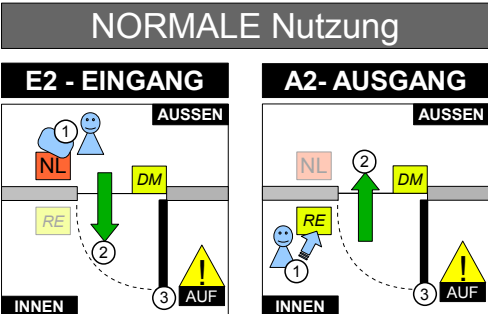 NORMALE Nutzung
E2 - EINGANG
AUSSEN
1
NL
DM
RE
2
!
AUF
3
INNEN
A2- AUSGANG
AUSSEN
NL
2
DM
RE
1
!
AUF
3
INNEN